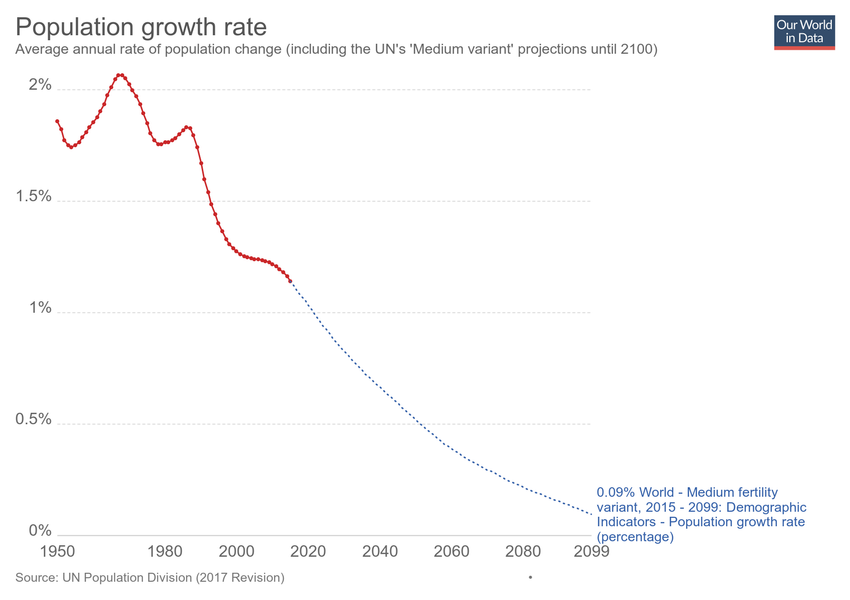 Population growth rate
Average annual rate of population change (including the UN's 'Medium variant' projections until 2100)
Our World
in Data
2%
1.5%
1%
0.5%
0%
0.09% World - Medium fertility
variant, 2015 - 2099: Demographic
Indicators - Population growth rate
(percentage)
1950 1980 2000 2020 2040 2060 2080 2099
Source: UN Population Division (2017 Revision)